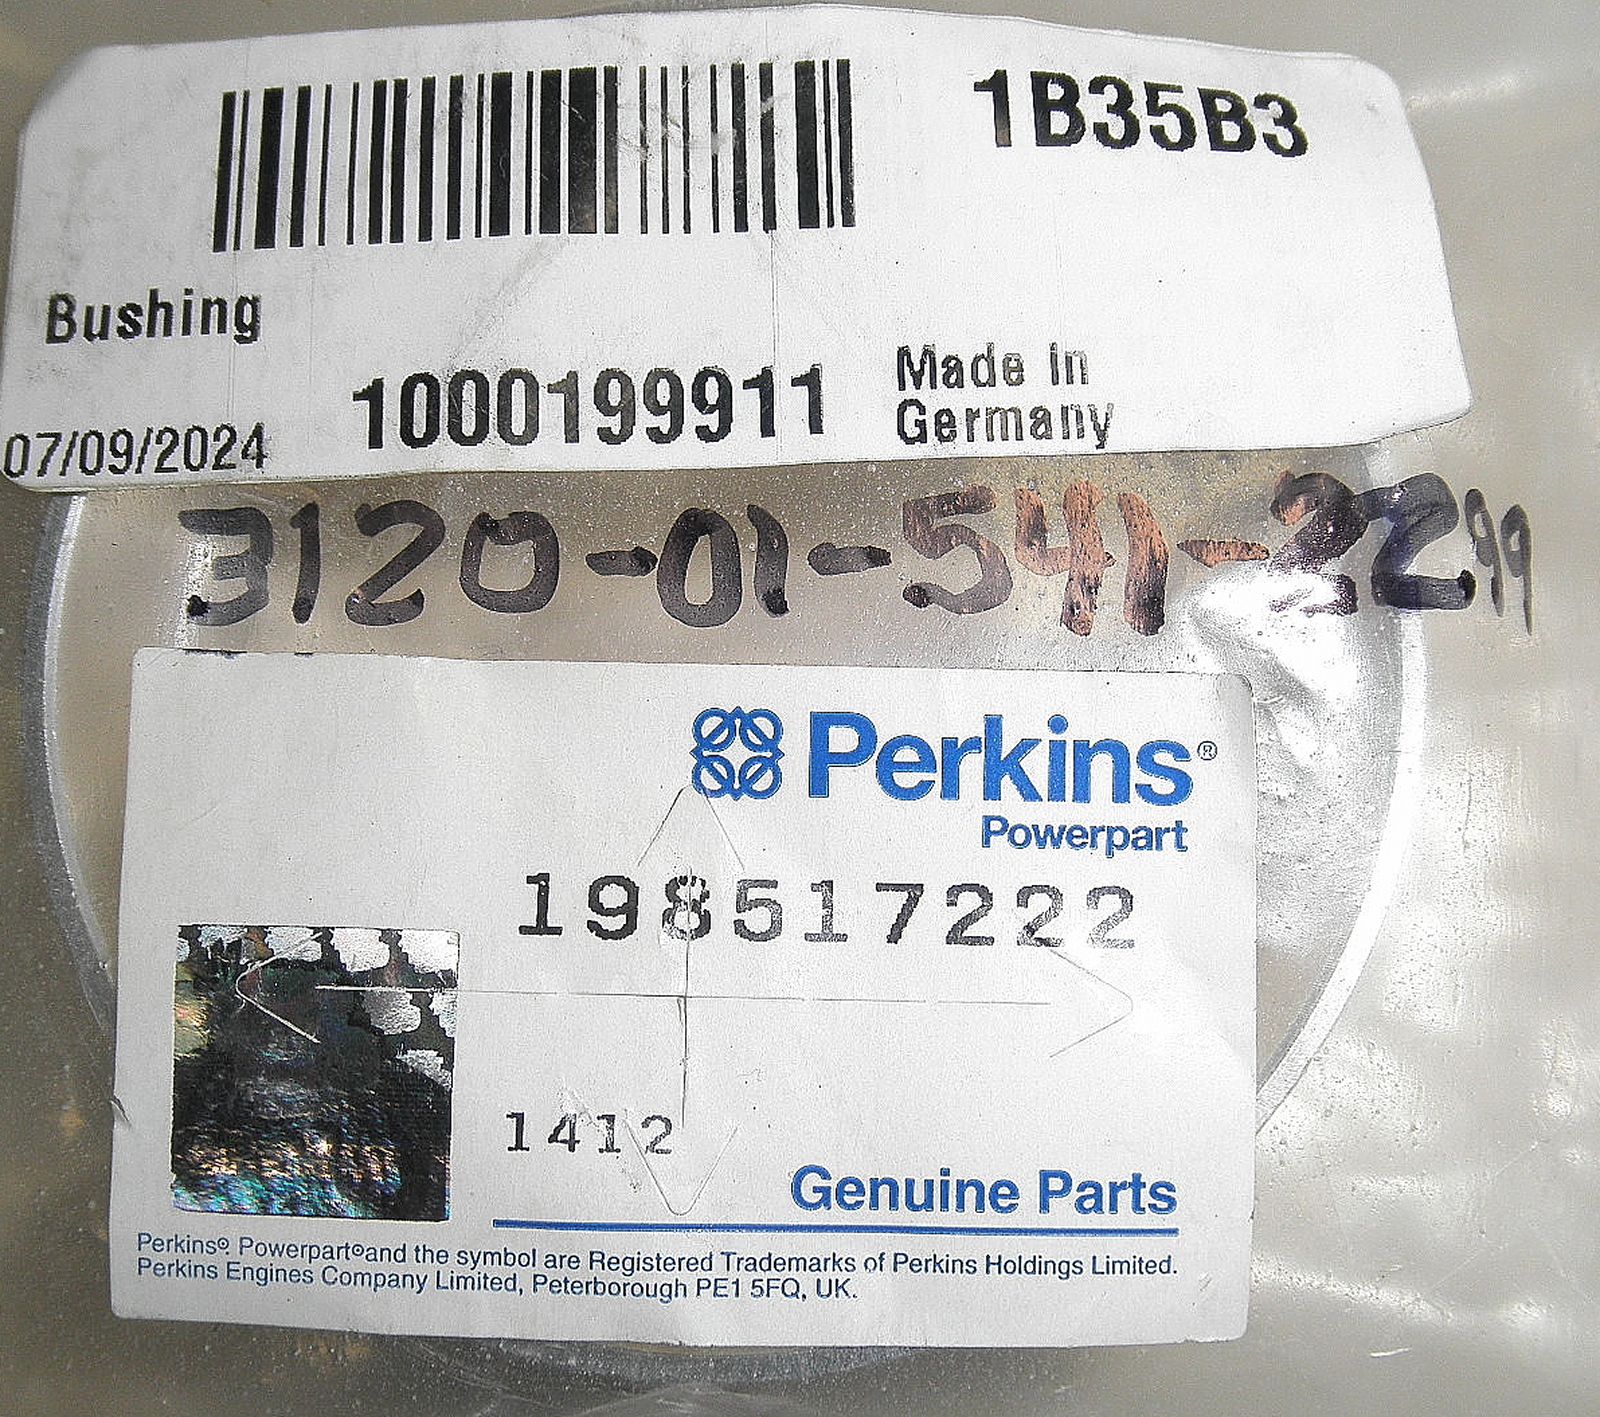 1B35B3
Bushing
07/09/2024
1000199911
Made In
Germany
3120-01-541-2299
Perkins®
Powerpart
198517222
1412
Genuine Parts
Perkins®. Powerpart® and the symbol are Registered Trademarks of Perkins Holdings Limited.
Perkins Engines Company Limited, Peterborough PE1 5FQ, UK.